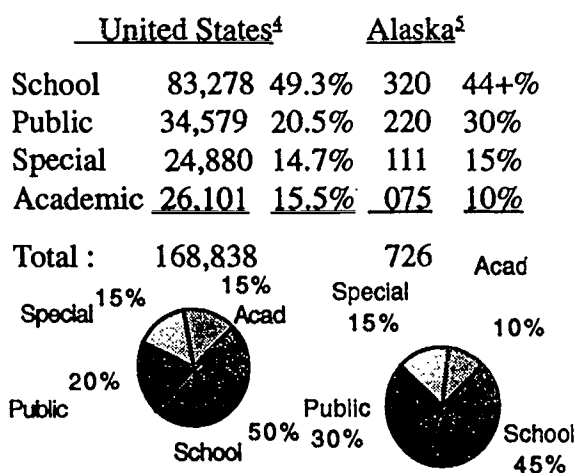 United States⁴ Alaska⁵
School 83,278 49.3% 320 44+%
Public 34,579 20.5% 220 30%
Special 24,880 14.7% 111 15%
Academic 26,101 15.5% 075 10%
Total : 168,838 726
Special 15% 15% Acad
Public 20%
School 50%
Acad 10%
Special 15%
Public 30%
School 45%